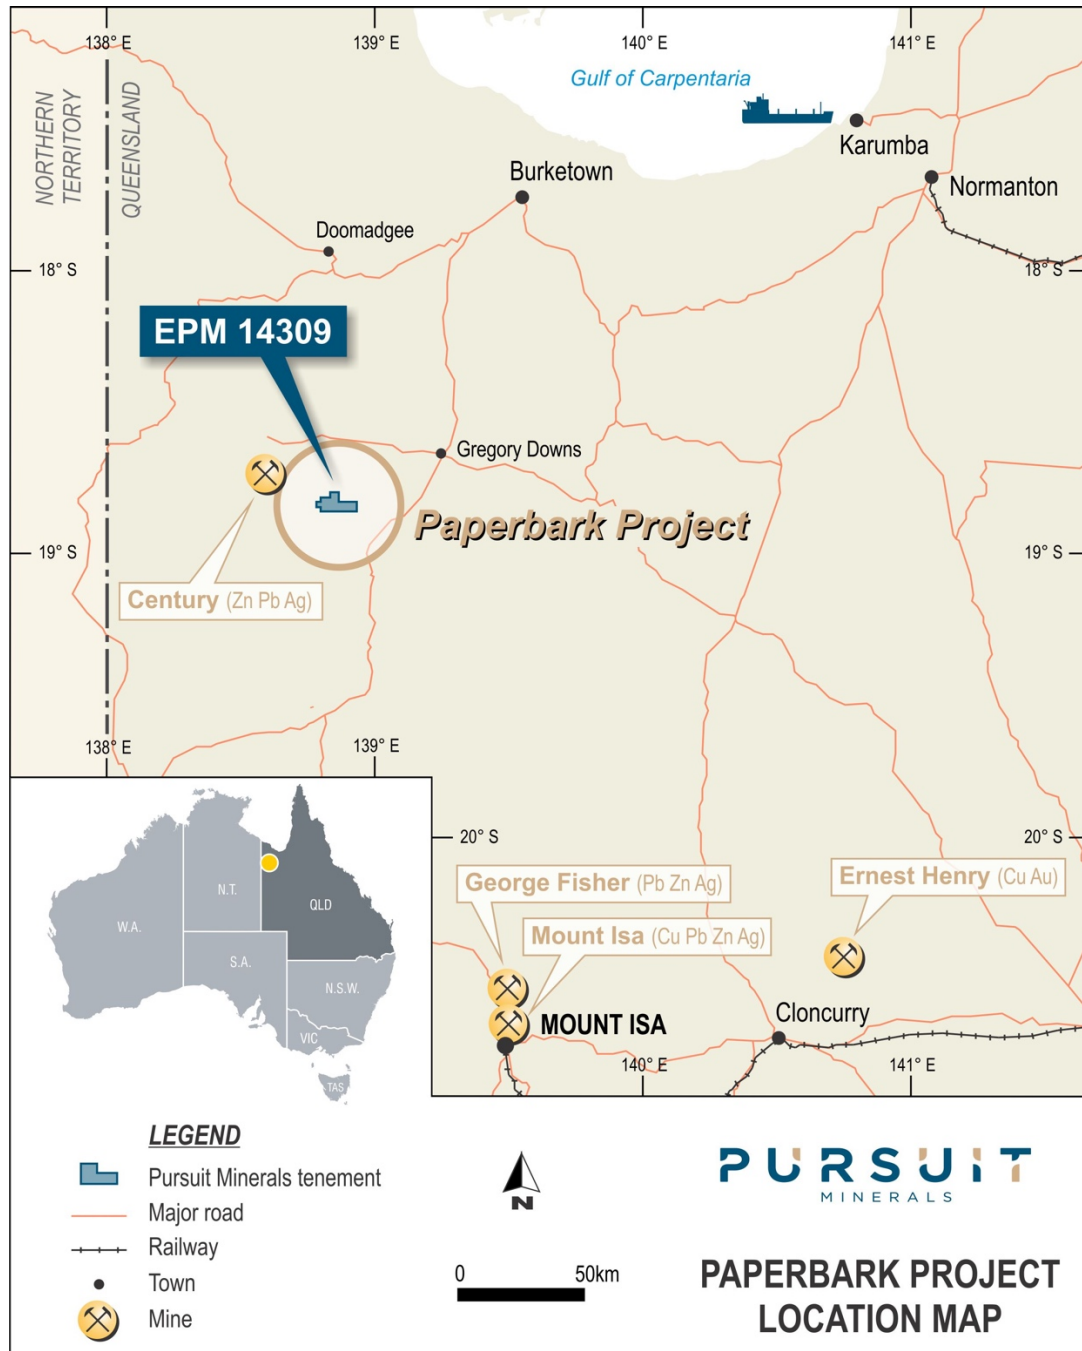 138° E
139° E
140° E
141° E
Gulf of Carpentaria
NORTHERN
TERRITORY
QUEENSLAND
Karumba
Burketown
Normanton
Doomadgee
18° S
18° S
EPM 14309
Gregory Downs
Paperbark Project
19° S
19° S
Century (Zn Pb Ag)
138° E
139° E
20° S
20° S
George Fisher (Pb Zn Ag)
Ernest Henry (Cu Au)
Mount Isa (Cu Pb Zn Ag)
MOUNT ISA
Cloncurry
140° E
141° E
N.T.
QLD
W.A.
S.A.
N.S.W.
VIC
TAS
LEGEND
Pursuit Minerals tenement
Major road
Railway
Town
Mine
N
0 50km
PURSUIT
MINERALS
PAPERBARK PROJECT
LOCATION MAP